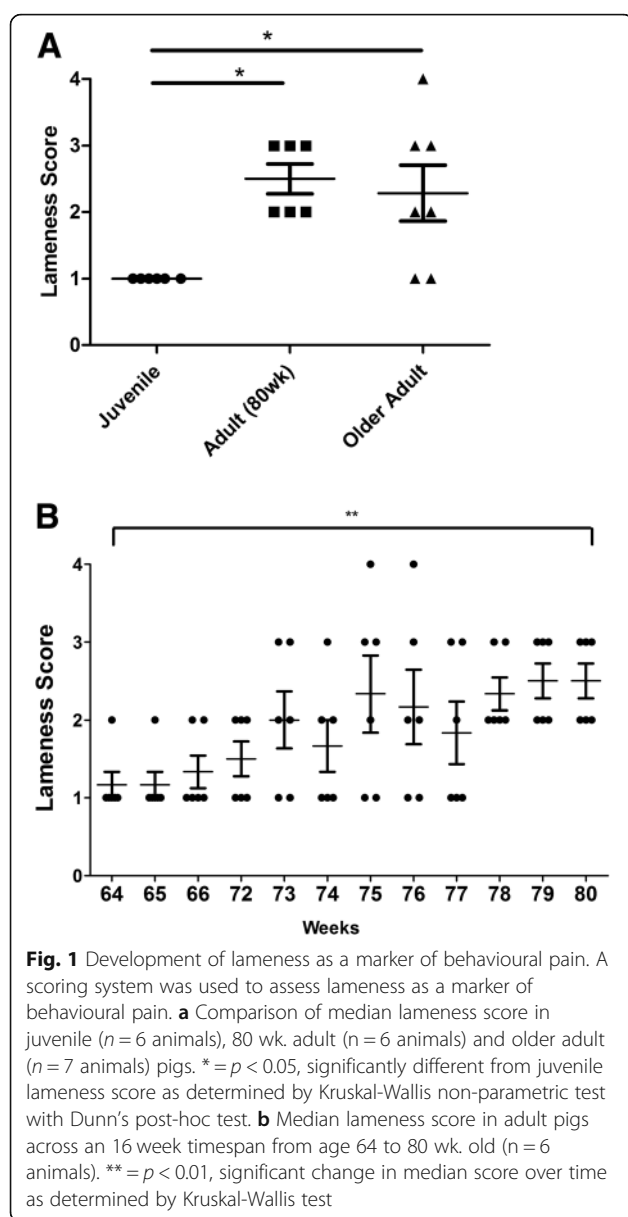 A
*
*
4
3
2
1
0
Lameness Score
Juvenile
Adult (80wk)
Older Adult
B
**
4
3
2
1
0
Lameness Score
64 65 66 72 73 74 75 76 77 78 79 80
Weeks
Fig. 1 Development of lameness as a marker of behavioural pain. A
scoring system was used to assess lameness as a marker of
behavioural pain. a Comparison of median lameness score in
juvenile (n = 6 animals), 80 wk. adult (n = 6 animals) and older adult
(n = 7 animals) pigs. * = p < 0.05, significantly different from juvenile
lameness score as determined by Kruskal-Wallis non-parametric test
with Dunn's post-hoc test. b Median lameness score in adult pigs
across an 16 week timespan from age 64 to 80 wk. old (n = 6
animals). ** = p < 0.01, significant change in median score over time
as determined by Kruskal-Wallis test